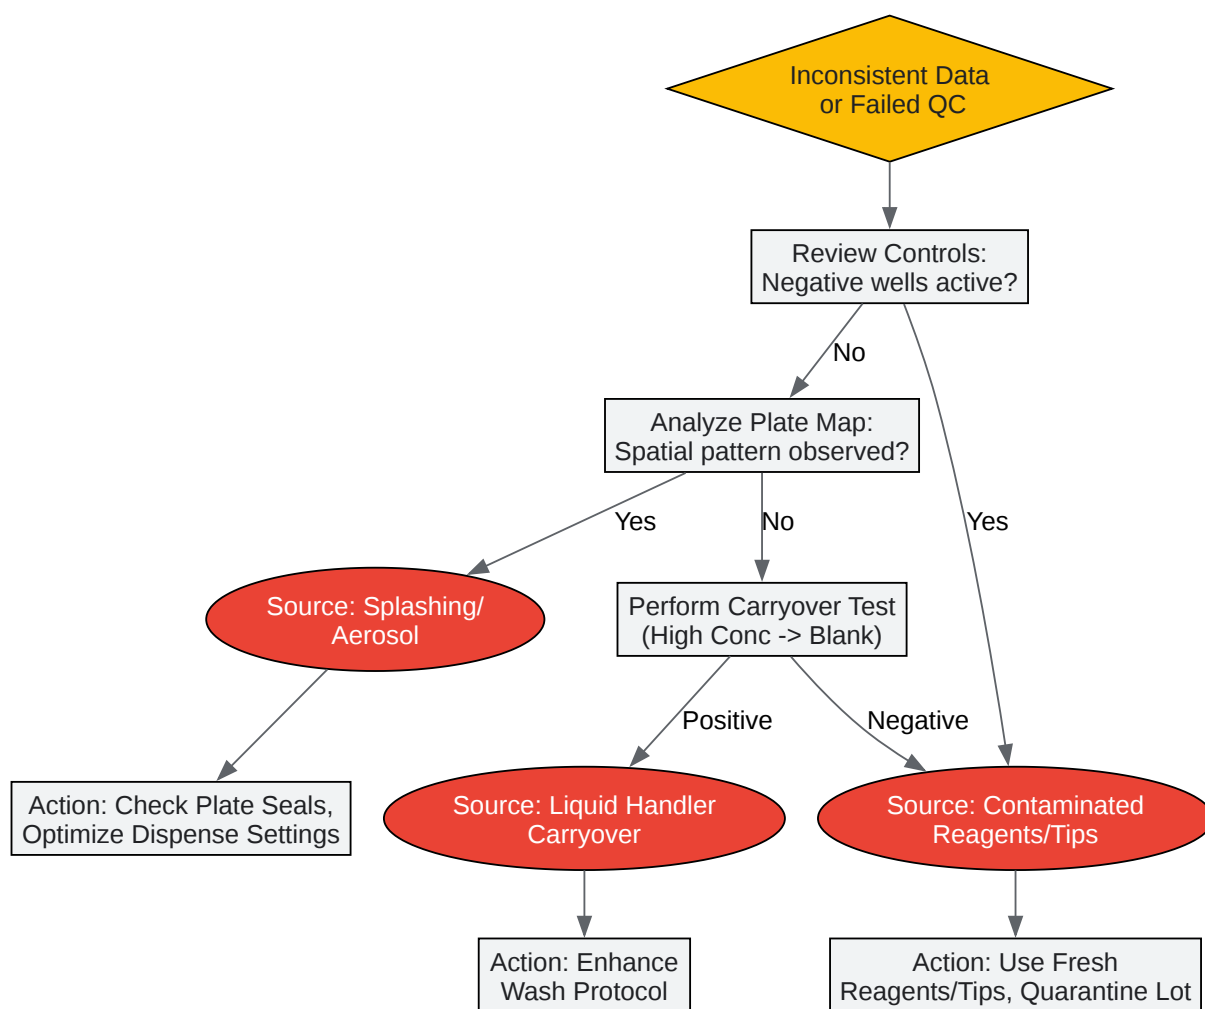 Inconsistent Data
or Failed QC
Review Controls:
Negative wells active?
No
Analyze Plate Map:
Spatial pattern observed?
Yes
No
Yes
Source: Splashing/
Aerosol
Perform Carryover Test
(High Conc -> Blank)
Positive
Negative
Action: Check Plate Seals,
Optimize Dispense Settings
Source: Liquid Handler
Carryover
Source: Contaminated
Reagents/Tips
Action: Enhance
Wash Protocol
Action: Use Fresh
Reagents/Tips, Quarantine Lot